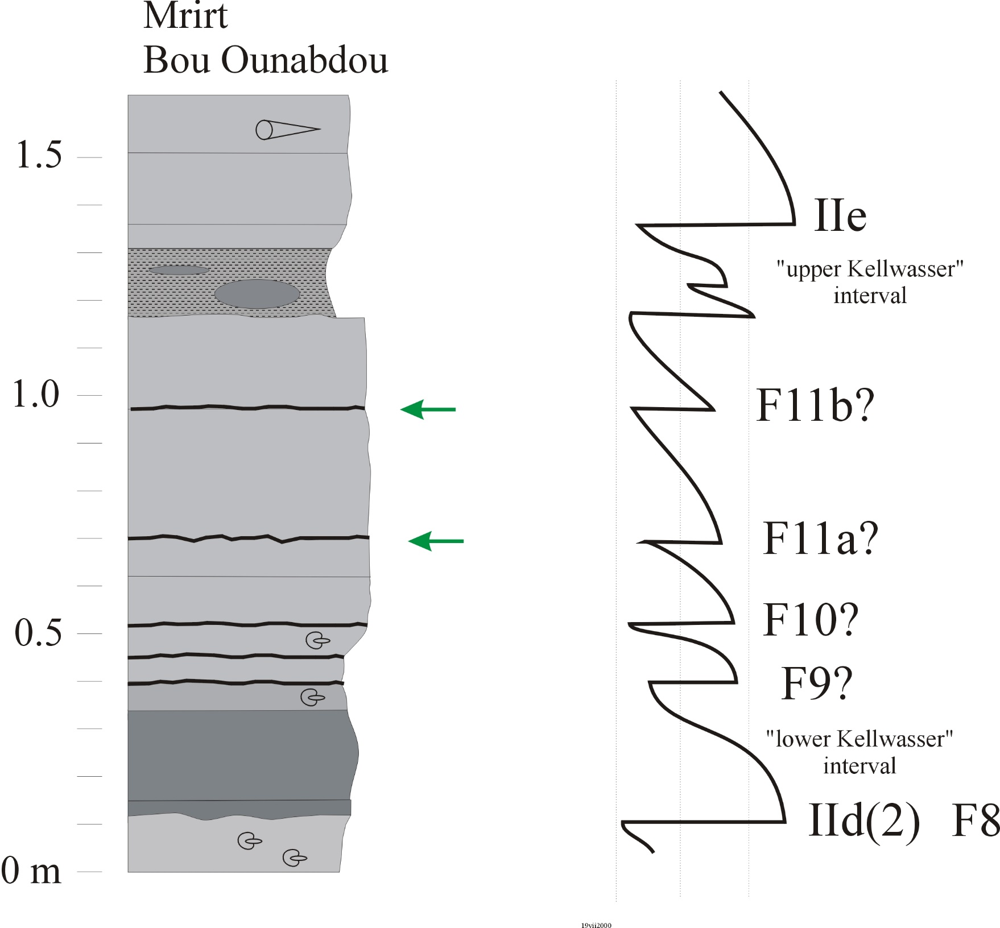 Mrirt
Bou Ounabdou
1.5
1.0
0.5
0 m
IIe
"upper Kellwasser"
interval
F11b?
F11a?
F10?
F9?
"lower Kellwasser"
interval
IId(2) F8
19vii2000